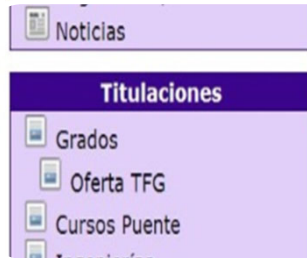 Noticias
Titulaciones
Grados
Oferta TFG
Cursos Puente